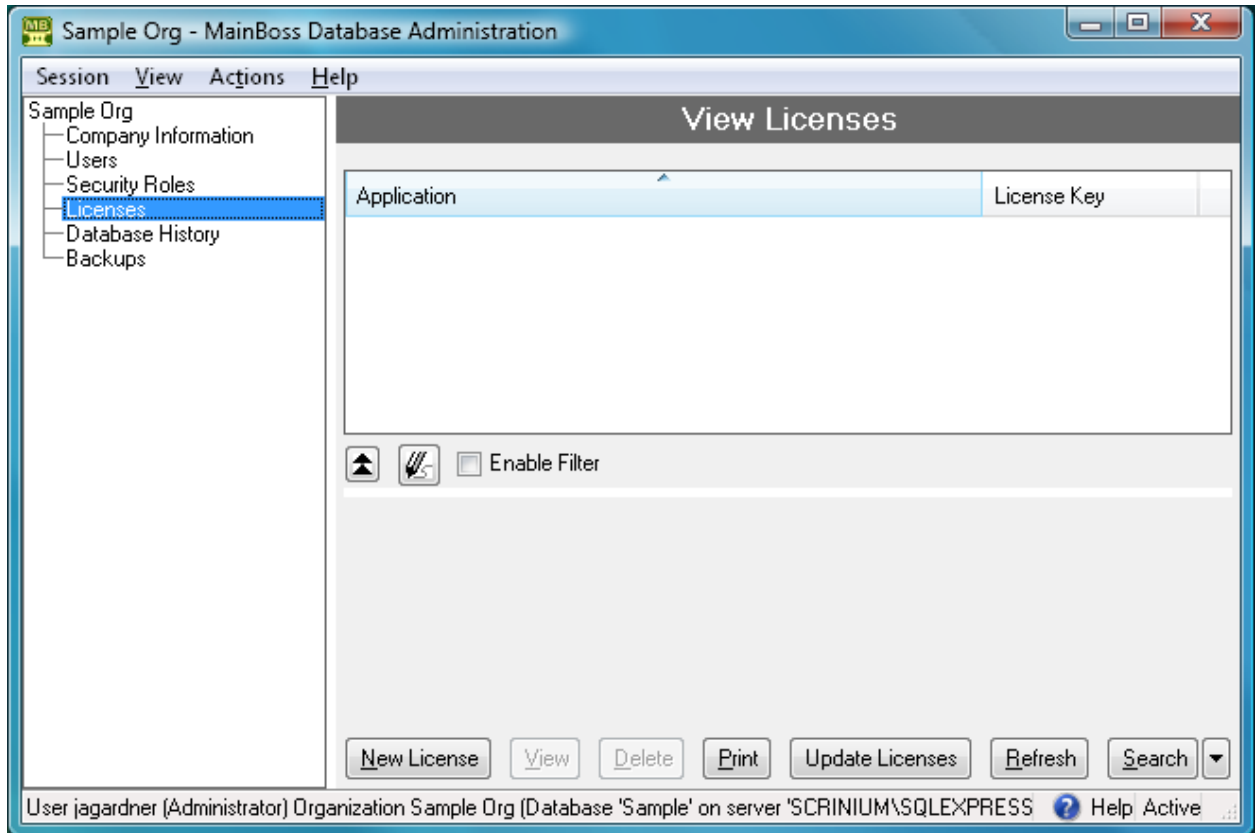 MB
Sample Org - MainBoss Database Administration
Session View Actions Help
Sample Org
Company Information
Users
Security Roles
Licenses
Database History
Backups
View Licenses
Application License Key
Enable Filter
New License View Delete Print Update Licenses Refresh Search
User jagardner (Administrator) Organization Sample Org (Database 'Sample' on server 'SCRINIUM\SQLEXPRESS Help Active